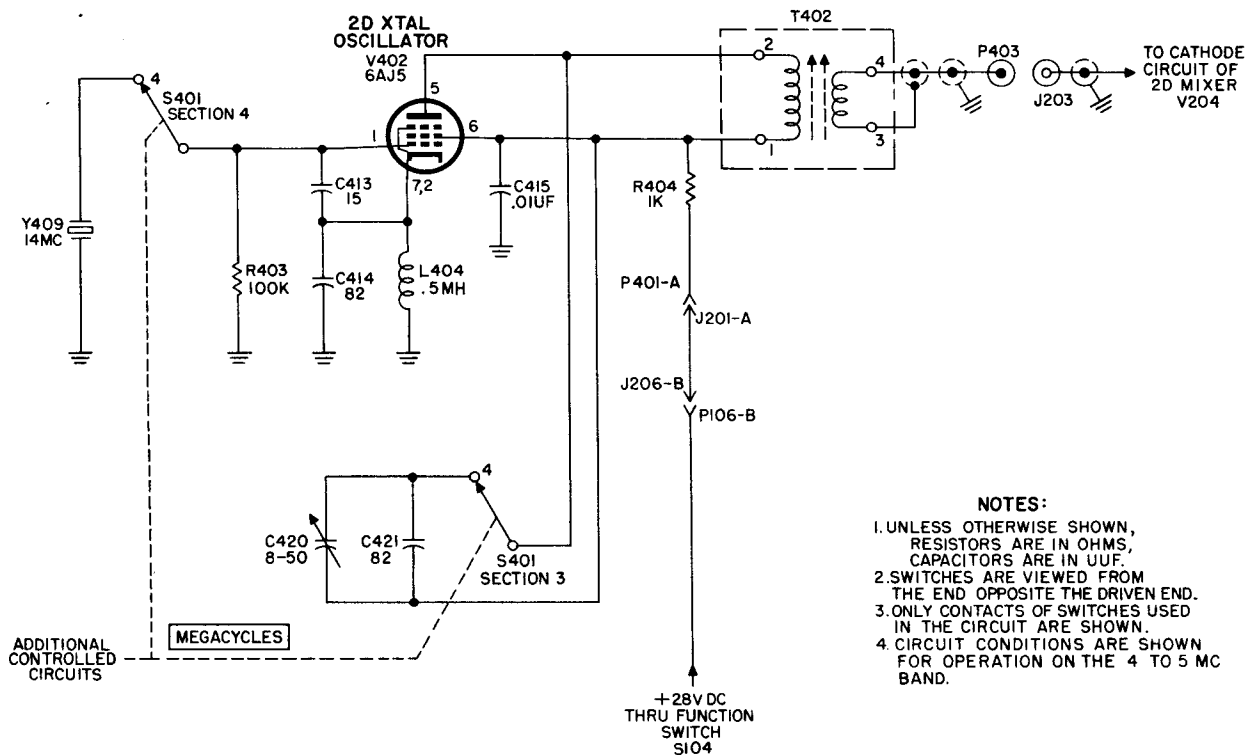 2D XTAL
OSCILLATOR
V402
6AJ5
5
1
6
7,2
4
S401
SECTION 4
Y409
14MC
R403
100K
C413
15
C414
82
L404
.5MH
C415
.01UF
R404
1K
T402
2
1
4
3
P403
J203
TO CATHODE
CIRCUIT OF
2D MIXER
V204
P401-A
J201-A
J206-B
P106-B
4
C420
8-50
C421
82
S401
SECTION 3
MEGACYCLES
ADDITIONAL
CONTROLLED
CIRCUITS
+28V DC
THRU FUNCTION
SWITCH
S104
NOTES:
1. UNLESS OTHERWISE SHOWN,
RESISTORS ARE IN OHMS,
CAPACITORS ARE IN UUF.
2. SWITCHES ARE VIEWED FROM
THE END OPPOSITE THE DRIVEN END.
3. ONLY CONTACTS OF SWITCHES USED
IN THE CIRCUIT ARE SHOWN.
4. CIRCUIT CONDITIONS ARE SHOWN
FOR OPERATION ON THE 4 TO 5 MC
BAND.